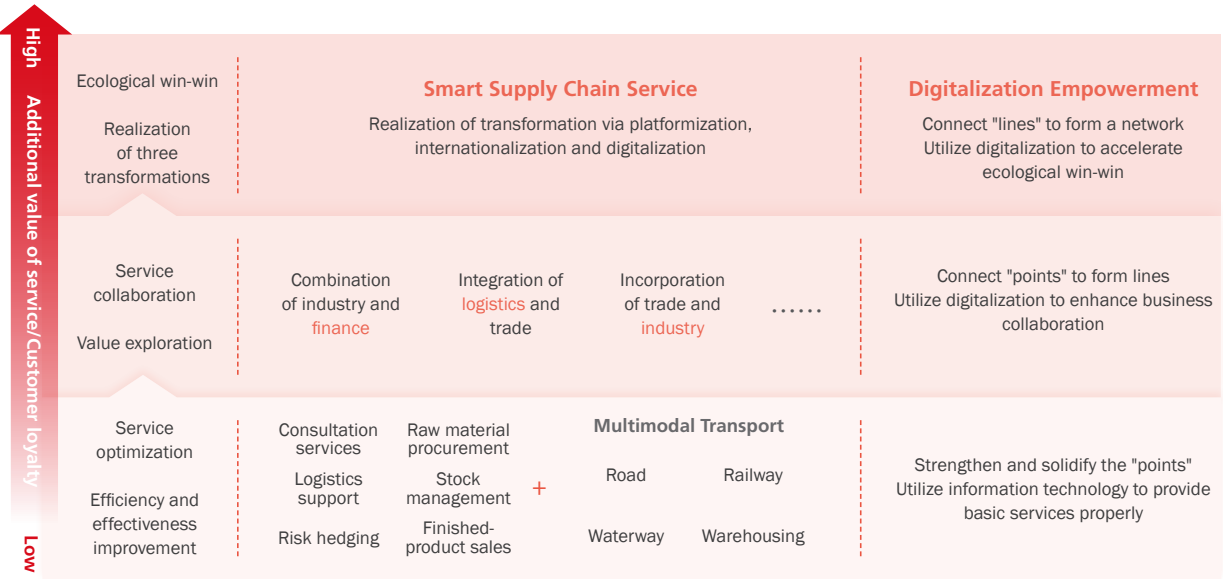 High
Additional value of service/Customer loyalty
Low
Ecological win-win
Realization
of three
transformations
Smart Supply Chain Service
Realization of transformation via platformization,
internationalization and digitalization
Digitalization Empowerment
Connect "lines" to form a network
Utilize digitalization to accelerate
ecological win-win
Service
collaboration
Value exploration
Combination
of industry and
finance
Integration of
logistics and
trade
Incorporation
of trade and
industry
......
Connect "points" to form lines
Utilize digitalization to enhance business
collaboration
Service
optimization
Efficiency and
effectiveness
improvement
Consultation
services
Raw material
procurement
Logistics
support
Stock
management
Risk hedging
Finished-
product sales
+
Multimodal Transport
Road
Railway
Waterway
Warehousing
Strengthen and solidify the "points"
Utilize information technology to provide
basic services properly